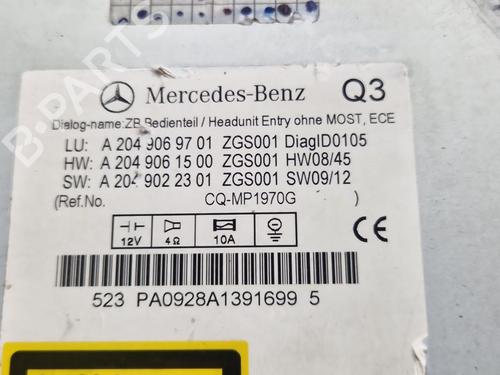 B-PARTS
Mercedes-Benz Q3
Dialog-name:ZB Bedienteil / Headunit Entry ohne MOST, ECE
LU: A 204 906 97 01 ZGS001 DiagID0105
HW: A 204 906 15 00 ZGS001 HW08/45
SW: A 204 902 23 01 ZGS001 SW09/12
(Ref.No. CQ-MP1970G )
12V 4Ω 10A
CE
523 PA0928A1391699 5